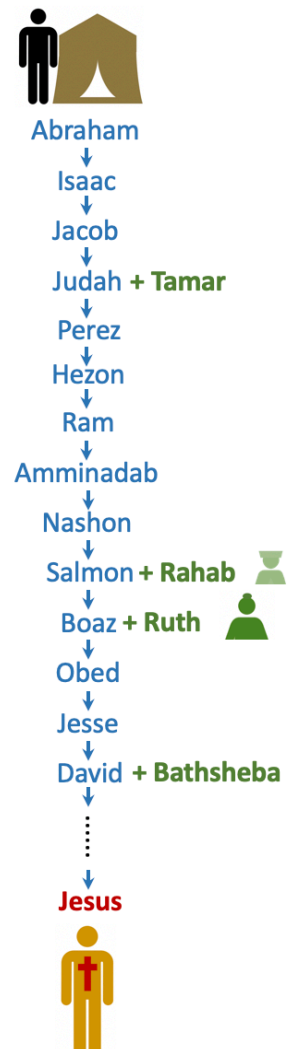 Abraham
Isaac
Jacob
Judah + Tamar
Perez
Hezon
Ram
Amminadab
Nashon
Salmon + Rahab
Boaz + Ruth
Obed
Jesse
David + Bathsheba
Jesus